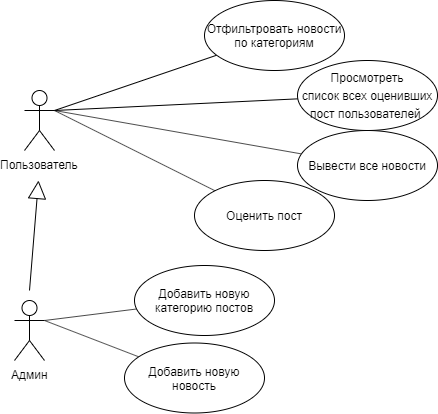 Отфильтровать новости
по категориям
Просмотреть
список всех оценивших
пост пользователей
Пользователь
Вывести все новости
Оценить пост
Добавить новую
категорию постов
Админ
Добавить новую
новость